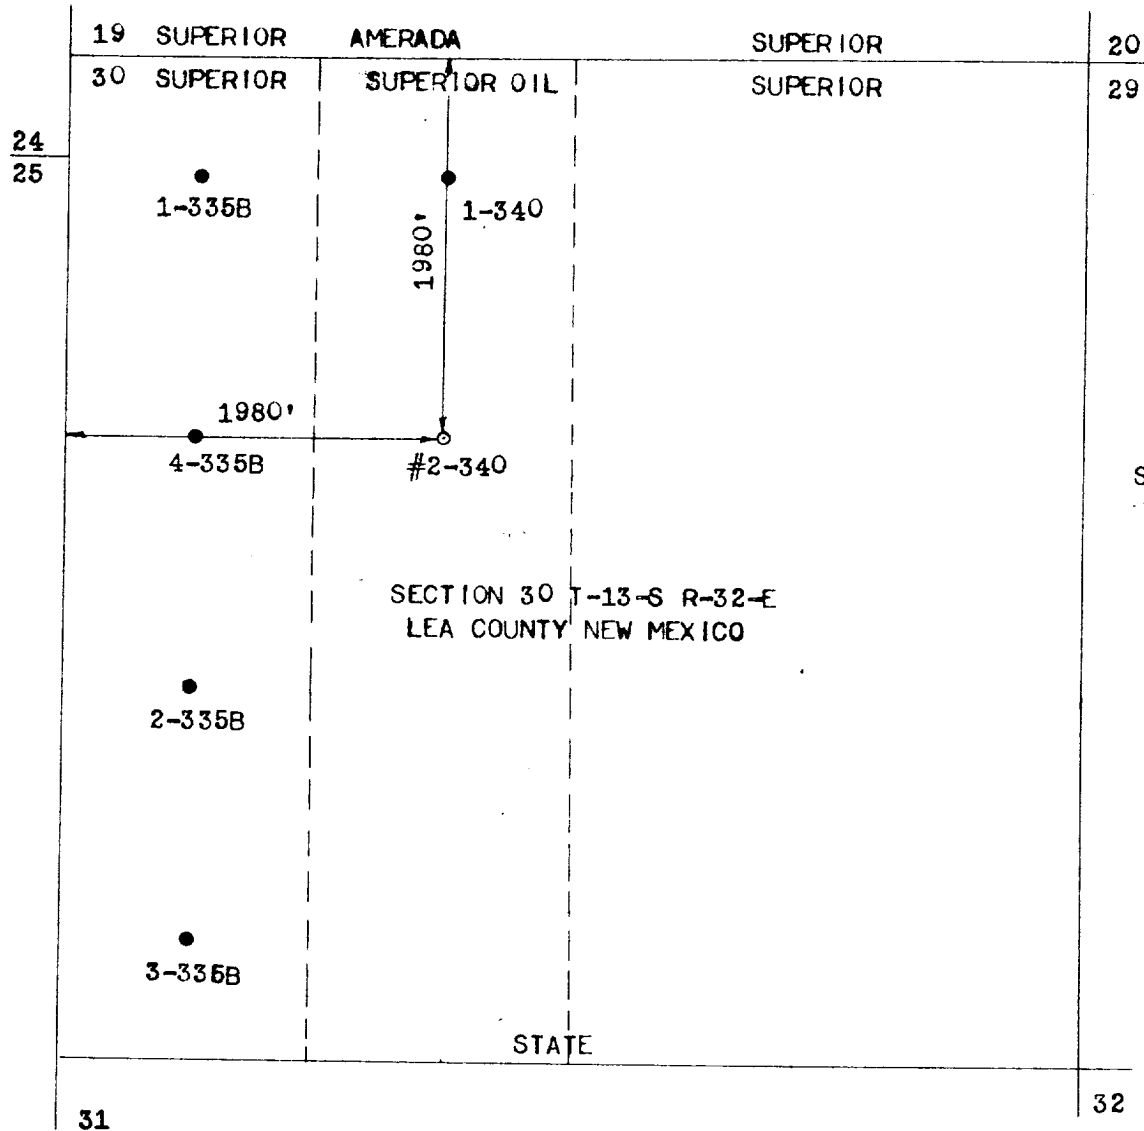 19 SUPERIOR AMERADA SUPERIOR 20
30 SUPERIOR SUPERIOR OIL SUPERIOR 29
24
25
1-335B
1-340
1980'
1980'
4-335B
#2-340
S
SECTION 30 T-13-S R-32-E
LEA COUNTY NEW MEXICO
2-335B
3-335B
STATE
31
32